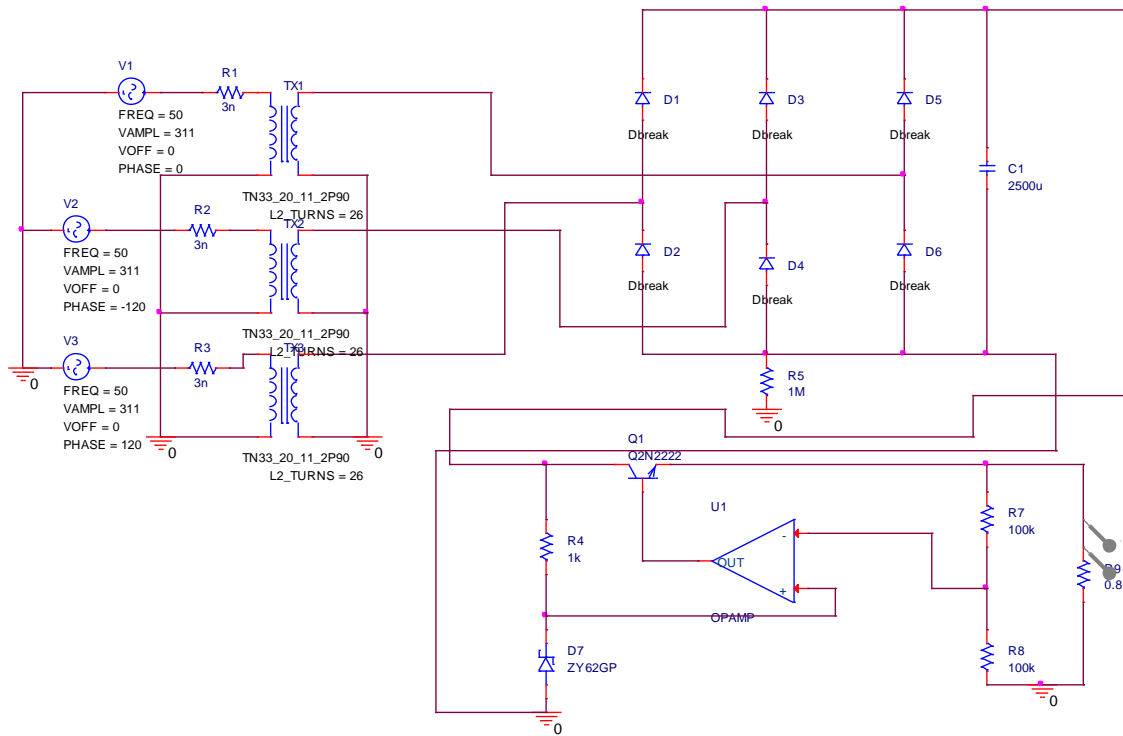 V1
FREQ = 50
VAMPL = 311
VOFF = 0
PHASE = 0
R1
3n
TX1
TN33_20_11_2P90
L2_TURNS = 26
V2
FREQ = 50
VAMPL = 311
VOFF = 0
PHASE = -120
R2
3n
TX2
TN33_20_11_2P90
L2_TURNS = 26
V3
FREQ = 50
VAMPL = 311
VOFF = 0
PHASE = 120
R3
3n
TX3
TN33_20_11_2P90
L2_TURNS = 26
0
0
0
D1
Dbreak
D3
Dbreak
D5
Dbreak
D2
Dbreak
D4
Dbreak
D6
Dbreak
C1
2500u
R5
1M
0
Q1
Q2N2222
U1
OUT
-
+
OPAMP
R4
1k
D7
ZY62GP
0
R7
100k
R8
100k
0
0.8